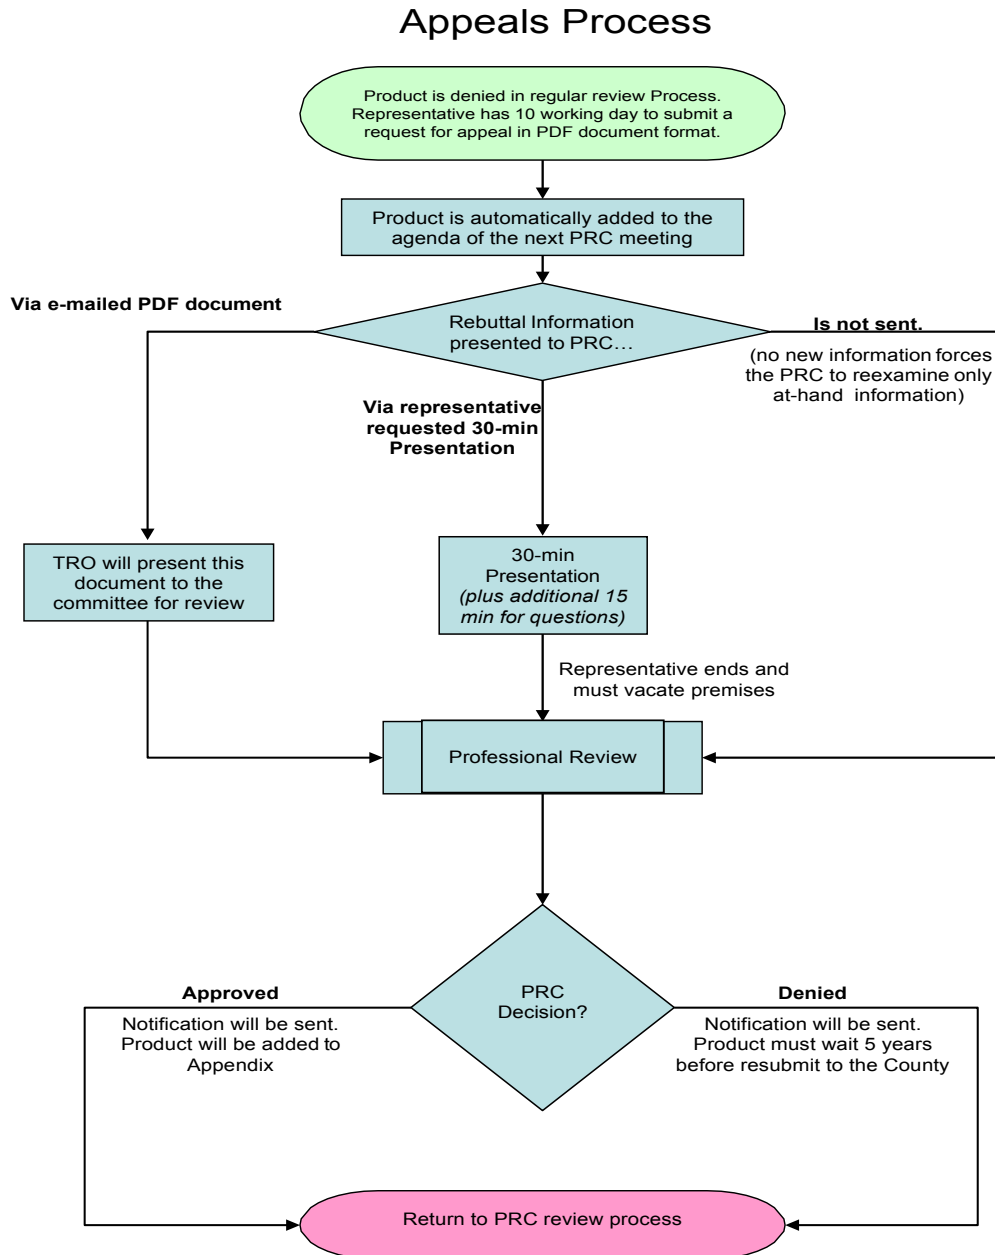 Appeals Process
Product is denied in regular review Process.
Representative has 10 working day to submit a
request for appeal in PDF document format.
Product is automatically added to the
agenda of the next PRC meeting
Via e-mailed PDF document
Rebuttal Information
presented to PRC…
Is not sent.
(no new information forces
the PRC to reexamine only
at-hand information)
Via representative
requested 30-min
Presentation
TRO will present this
document to the
committee for review
30-min
Presentation
(plus additional 15
min for questions)
Representative ends and
must vacate premises
Professional Review
PRC
Decision?
Approved
Notification will be sent.
Product will be added to
Appendix
Denied
Notification will be sent.
Product must wait 5 years
before resubmit to the County
Return to PRC review process